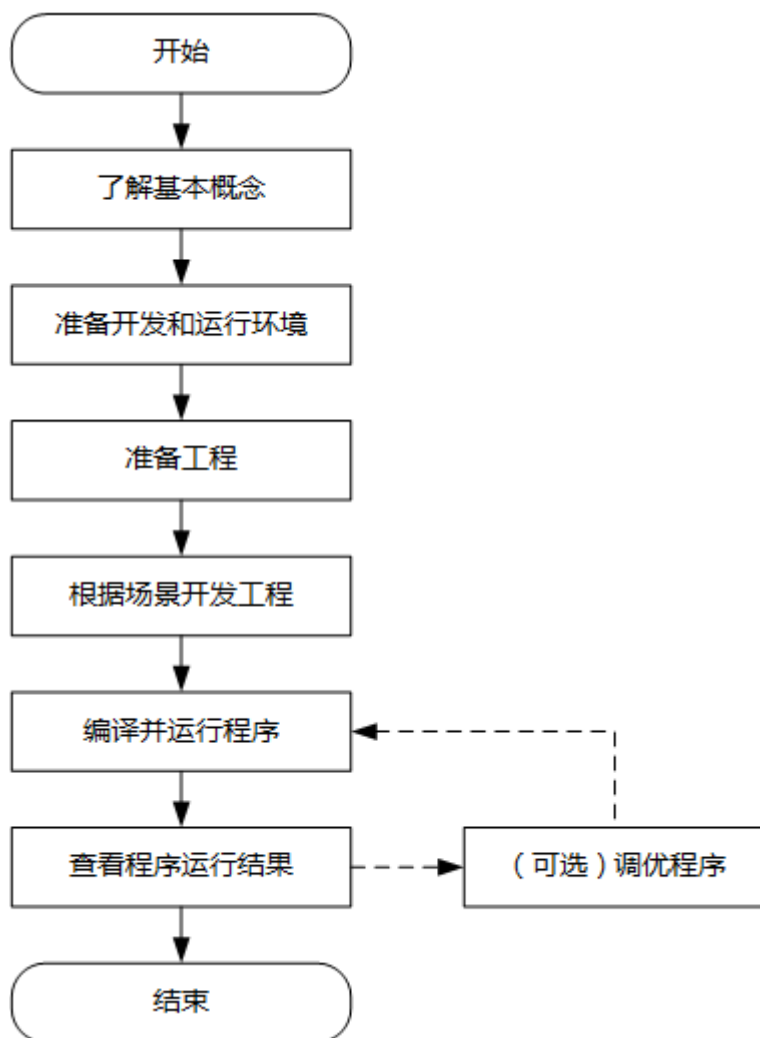 开始
了解基本概念
准备开发和运行环境
准备工程
根据场景开发工程
编译并运行程序
查看程序运行结果
（可选）调优程序
结束